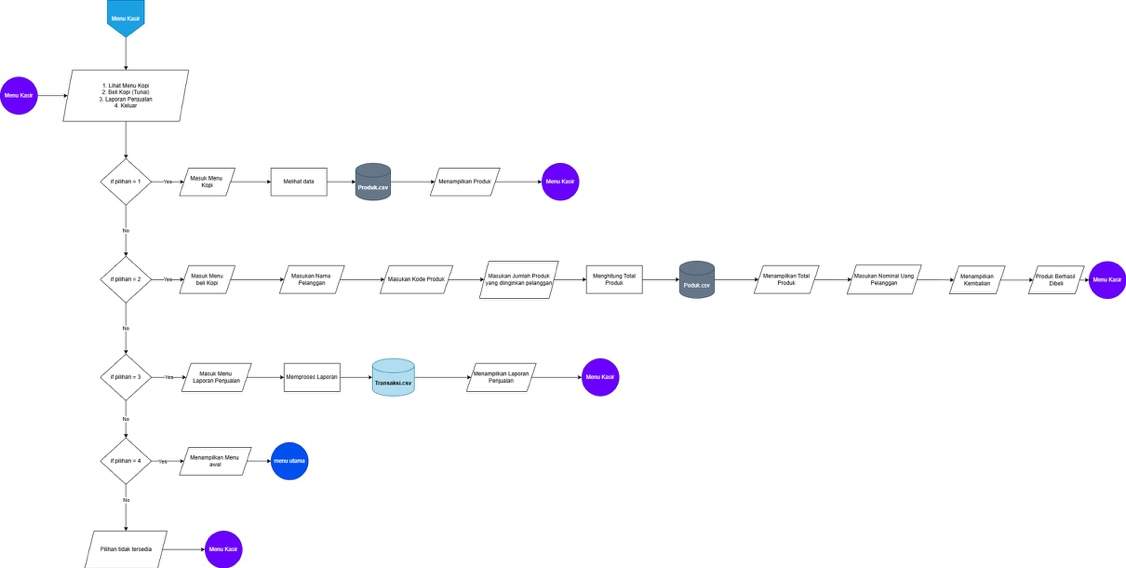 Menu Kasir
Menu Kasir
1. Lihat Menu Kopi
2. Beli Kopi (Tunai)
3. Laporan Penjualan
4. Keluar
if pilihan = 1
Yes
Masuk Menu
Kopi
Melihat data
Produk.csv
Menampilkan Produk
Menu Kasir
No
if pilihan = 2
Yes
Masuk Menu
beli Kopi
Masukan Nama
Pelanggan
Masukan Kode Produk
Masukan Jumlah Produk
yang dinginkan pelanggan
Menghitung Total
Produk
Poduk.csv
Menampilkan Total
Produk
Masukan Nominal Uang
Pelanggan
Menampilkan
Kembalian
Produk Berhasil
Dibeli
Menu Kasir
No
if pilihan = 3
Yes
Masuk Menu
Laporan Penjualan
Memproses Laporan
Transaksi.csv
Menampilkan Laporan
Penjualan
Menu Kasir
No
if pilihan = 4
Yes
Menampilkan Menu
awal
menu utama
No
Pilihan tidak tersedia
Menu Kasir